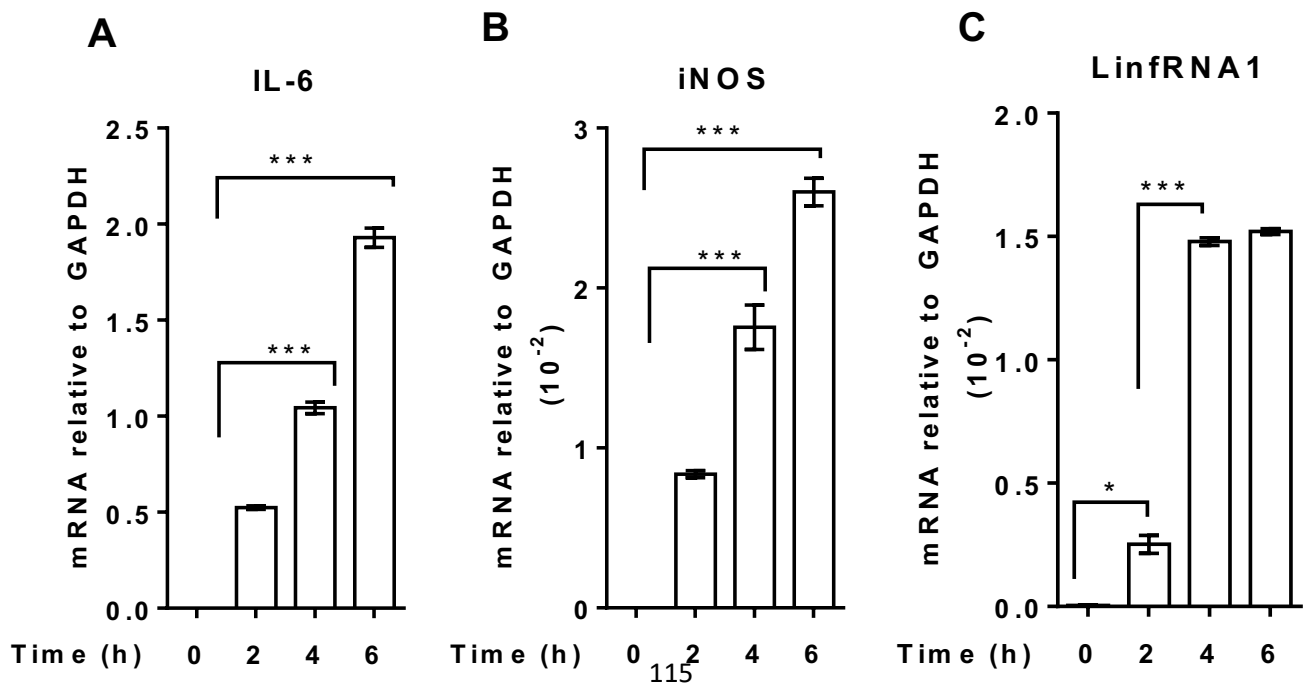 A
IL-6
mRNA relative to GAPDH
2.5
2.0
1.5
1.0
0.5
0.0
***
***
Time (h) 0 2 4 6
B
iNOS
mRNA relative to GAPDH
(10-2)
3
2
1
0
***
***
Time (h) 0 2 4 6
C
LinfRNA1
mRNA relative to GAPDH
(10-2)
2.0
1.5
1.0
0.5
0.0
***
*
Time (h) 0 2 4 6
115